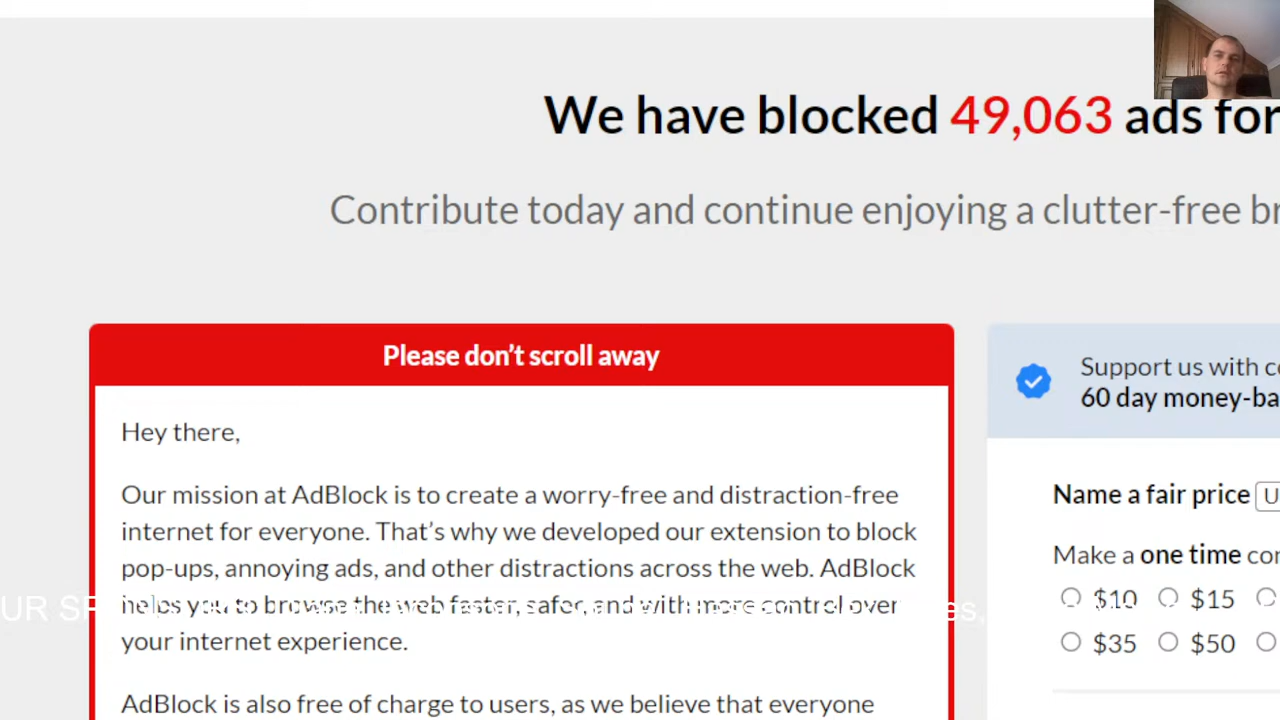 We have blocked 49,063 ads for
Contribute today and continue enjoying a clutter-free
Please don't scroll away
Hey there,
Our mission at AdBlock is to create a worry-free and distraction-free
internet for everyone. That's why we developed our extension to block
pop-ups, annoying ads, and other distractions across the web. AdBlock
helps you to browse the web faster, safer and with more control over
your internet experience.
AdBlock is also free of charge to users, as we believe that everyone
Support us with
60 day money-
Name a fair price
Make a one time
$10 $15
$35 $50